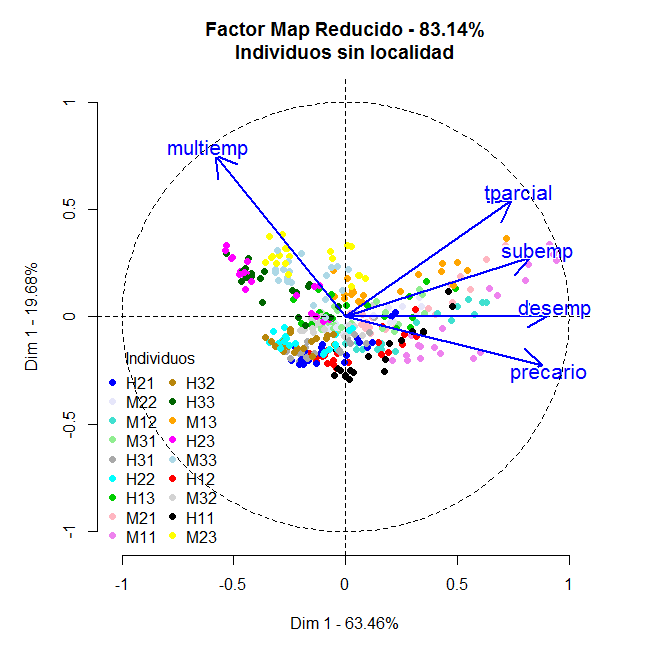 Factor Map Reducido - 83.14%
Individuos sin localidad
multiemp
tparcial
subemp
desemp
precario
1
0.5
0
-0.5
-1
Dim 1 - 19.68%
Individuos
H21 H32
M22 H33
M12 M13
M31 H23
H31 M33
H22 H12
H13 M32
M21 H11
M11 M23
-1 -0.5 0 0.5 1
Dim 1 - 63.46%